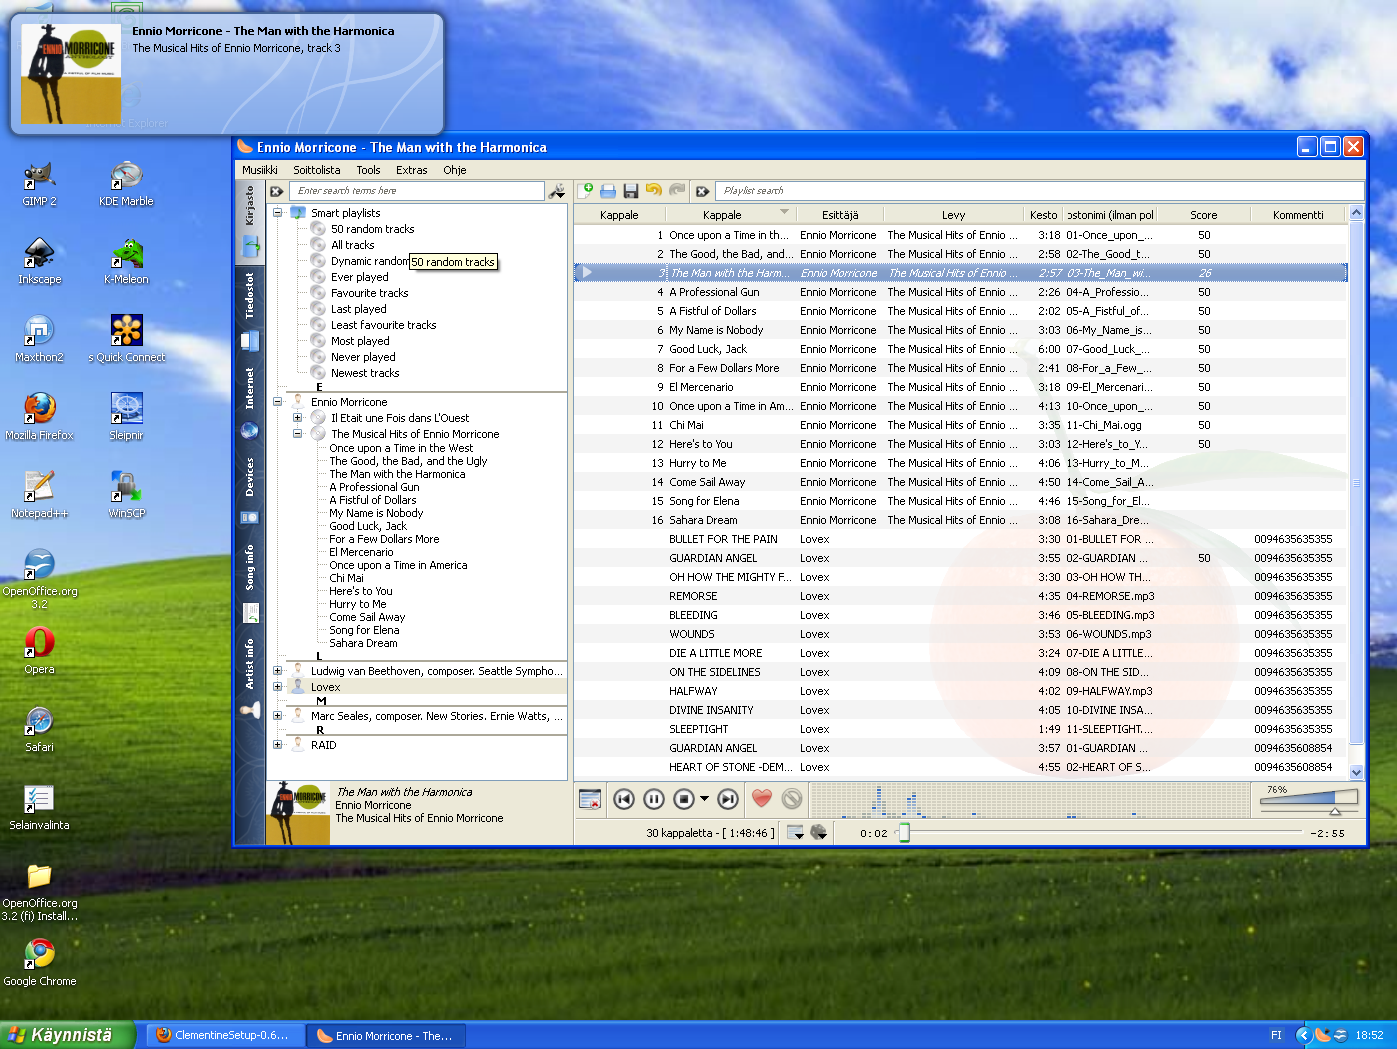 Ennio Morricone - The Man with the Harmonica
The Musical Hits of Ennio Morricone, track 3
ENNIO MORRICONE
Explorer
GIMP 2
KDE Marble
Inkscape
K-Meleon
Maxthon2
s Quick Connect
Mozilla Firefox
Sleipnir
Notepad++
WinSCP
OpenOffice.org
3.2
Opera
Safari
Selainvalinta
OpenOffice.org
3.2 (fi) Install...
Google Chrome
Ennio Morricone - The Man with the Harmonica
Musiikki Soittolista Tools Extras Ohje
Kirjasto
Tiedostot
Internet
Devices
Song info
Artist info
Enter search terms here
Smart playlists
50 random tracks
All tracks
Dynamic random
50 random tracks
Ever played
Favourite tracks
Last played
Least favourite tracks
Most played
Never played
Newest tracks
E
Ennio Morricone
Il Etait une Fois dans L'Ouest
The Musical Hits of Ennio Morricone
Once upon a Time in the West
The Good, the Bad, and the Ugly
The Man with the Harmonica
A Professional Gun
A Fistful of Dollars
My Name is Nobody
Good Luck, Jack
For a Few Dollars More
El Mercenario
Once upon a Time in America
Chi Mai
Here's to You
Hurry to Me
Come Sail Away
Song for Elena
Sahara Dream
L
Ludwig van Beethoven, composer. Seattle Sympho...
Lovex
M
Marc Seales, composer. New Stories. Ernie Watts, ...
R
RAID
MORRICONE
The Man with the Harmonica
Ennio Morricone
The Musical Hits of Ennio Morricone
Playlist search
Kappale Kappale Esittäjä Levy Kesto ostonimi (ilman pol Score Kommentti
1 Once upon a Time in th... Ennio Morricone The Musical Hits of Ennio ... 3:18 01-Once_upon_... 50
2 The Good, the Bad, and... Ennio Morricone The Musical Hits of Ennio ... 2:58 02-The_Good_t... 50
3 The Man with the Harm... Ennio Morricone The Musical Hits of Ennio ... 2:57 03-The_Man_wi... 26
4 A Professional Gun Ennio Morricone The Musical Hits of Ennio ... 2:26 04-A_Professio... 50
5 A Fistful of Dollars Ennio Morricone The Musical Hits of Ennio ... 2:02 05-A_Fistful_of... 50
6 My Name is Nobody Ennio Morricone The Musical Hits of Ennio ... 3:03 06-My_Name_is... 50
7 Good Luck, Jack Ennio Morricone The Musical Hits of Ennio ... 6:00 07-Good_Luck_... 50
8 For a Few Dollars More Ennio Morricone The Musical Hits of Ennio ... 2:41 08-For_a_Few_... 50
9 El Mercenario Ennio Morricone The Musical Hits of Ennio ... 3:18 09-El_Mercenari... 50
10 Once upon a Time in Am... Ennio Morricone The Musical Hits of Ennio ... 4:13 10-Once_upon_... 50
11 Chi Mai Ennio Morricone The Musical Hits of Ennio ... 3:35 11-Chi_Mai.ogg 50
12 Here's to You Ennio Morricone The Musical Hits of Ennio ... 3:03 12-Here's_to_Y... 50
13 Hurry to Me Ennio Morricone The Musical Hits of Ennio ... 4:06 13-Hurry_to_M...
14 Come Sail Away Ennio Morricone The Musical Hits of Ennio ... 4:50 14-Come_Sail_A...
15 Song for Elena Ennio Morricone The Musical Hits of Ennio ... 4:46 15-Song_for_El...
16 Sahara Dream Ennio Morricone The Musical Hits of Ennio ... 3:08 16-Sahara_Dre...
BULLET FOR THE PAIN Lovex 3:30 01-BULLET FOR ... 0094635635355
GUARDIAN ANGEL Lovex 3:55 02-GUARDIAN ... 50 0094635635355
OH HOW THE MIGHTY F... Lovex 3:30 03-OH HOW TH... 0094635635355
REMORSE Lovex 4:35 04-REMORSE.mp3 0094635635355
BLEEDING Lovex 3:46 05-BLEEDING.mp3 0094635635355
WOUNDS Lovex 3:53 06-WOUNDS.mp3 0094635635355
DIE A LITTLE MORE Lovex 3:24 07-DIE A LITTLE... 0094635635355
ON THE SIDELINES Lovex 4:09 08-ON THE SID... 0094635635355
HALFWAY Lovex 4:02 09-HALFWAY.mp3 0094635635355
DIVINE INSANITY Lovex 4:05 10-DIVINE INSA... 0094635635355
SLEEPTIGHT Lovex 1:49 11-SLEEPTIGHT.... 0094635635355
GUARDIAN ANGEL Lovex 3:57 01-GUARDIAN ... 0094635608854
HEART OF STONE -DEM... Lovex 4:55 02-HEART OF S... 0094635608854
76%
30 kappaletta - [ 1:48:46 ]
0:02
-2:55
Käynnistä
ClementineSetup-0.6...
Ennio Morricone - The...
FI
18:52